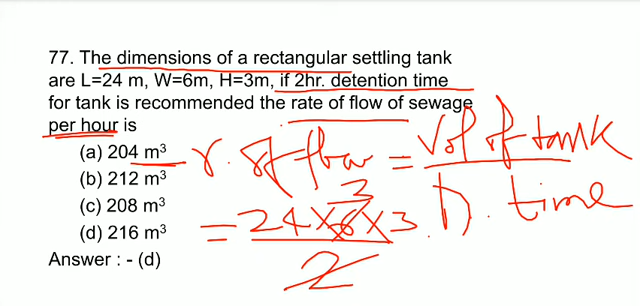 77. The dimensions of a rectangular settling tank
are L=24 m, W=6m, H=3m, if 2hr. detention time
for tank is recommended the rate of flow of sewage
per hour is
(a) 204 m³
(b) 212 m³
(c) 208 m³
(d) 216 m³
Answer : - (d)
r. of flow = Vol of tank
D. time
3
= 24 X 6 X 3
2